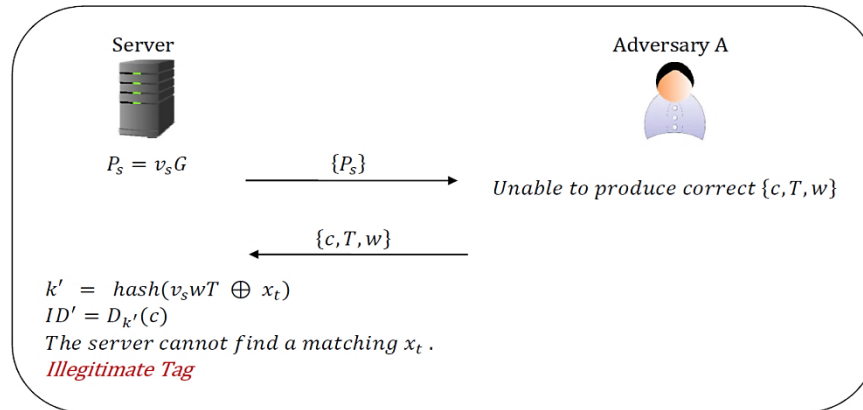 Server
Adversary A
P_s = v_sG
{P_s}
Unable to produce correct {c, T, w}
{c, T, w}
k′ = hash(v_swT ⊕ x_t)
ID′ = D_k′(c)
The server cannot find a matching x_t .
Illegitimate Tag